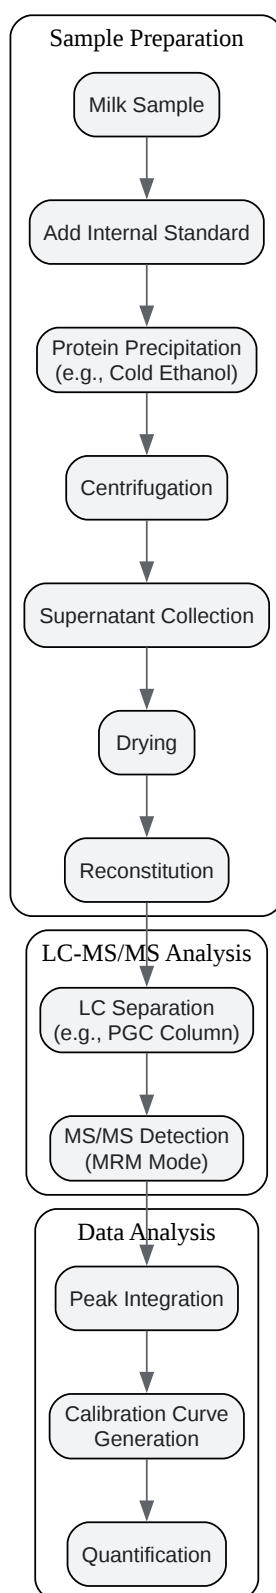 Sample Preparation
Milk Sample
Add Internal Standard
Protein Precipitation
(e.g., Cold Ethanol)
Centrifugation
Supernatant Collection
Drying
Reconstitution
LC-MS/MS Analysis
LC Separation
(e.g., PGC Column)
MS/MS Detection
(MRM Mode)
Data Analysis
Peak Integration
Calibration Curve
Generation
Quantification